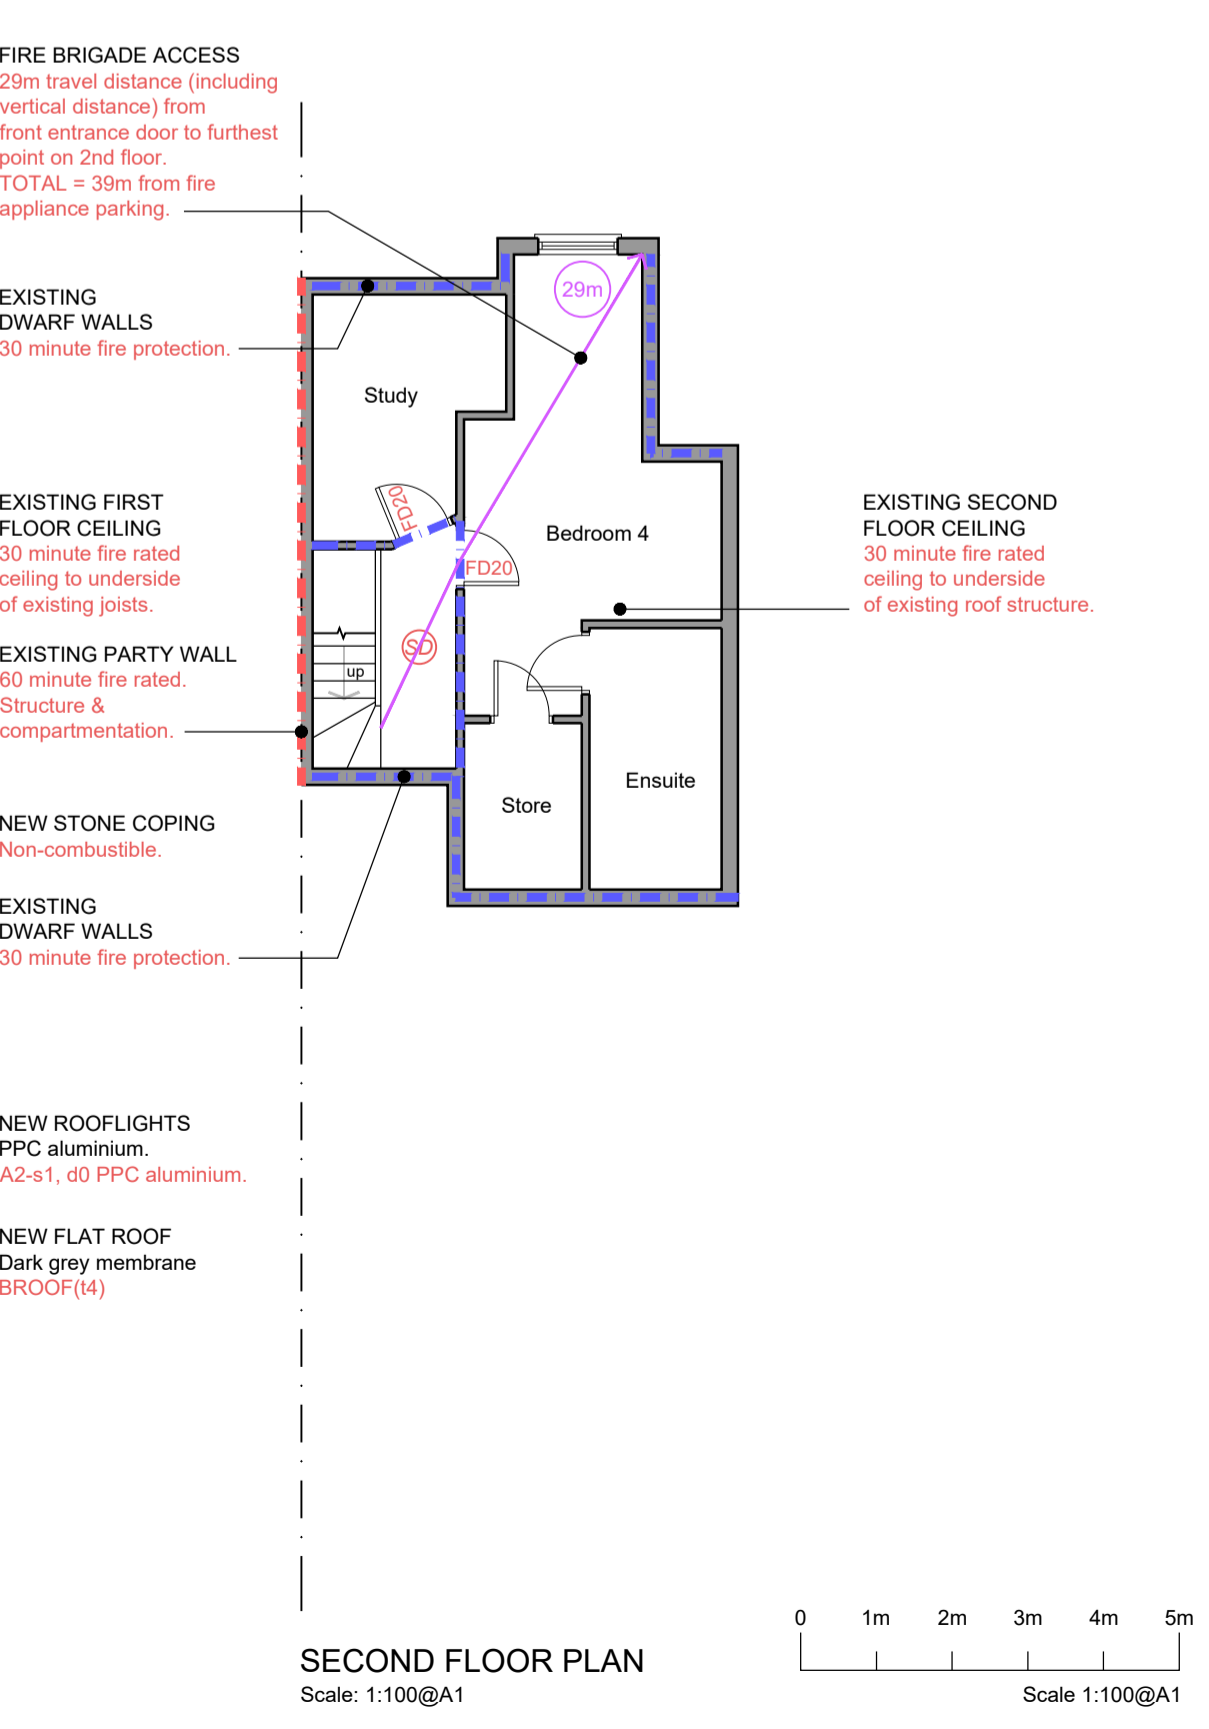 FIRE BRIGADE ACCESS
29m travel distance (including
vertical distance) from
front entrance door to furthest
point on 2nd floor.
TOTAL = 39m from fire
appliance parking.
29m
EXISTING
DWARF WALLS
30 minute fire protection.
Study
EXISTING FIRST
FLOOR CEILING
30 minute fire rated
ceiling to underside
of existing joists.
FD20
Bedroom 4
FD20
EXISTING SECOND
FLOOR CEILING
30 minute fire rated
ceiling to underside
of existing roof structure.
EXISTING PARTY WALL
60 minute fire rated.
Structure &
compartmentation.
SD
up
Ensuite
Store
NEW STONE COPING
Non-combustible.
EXISTING
DWARF WALLS
30 minute fire protection.
NEW ROOFLIGHTS
PPC aluminium.
A2-s1, d0 PPC aluminium.
NEW FLAT ROOF
Dark grey membrane
BROOF(t4)
SECOND FLOOR PLAN
Scale: 1:100@A1
0 1m 2m 3m 4m 5m
Scale 1:100@A1